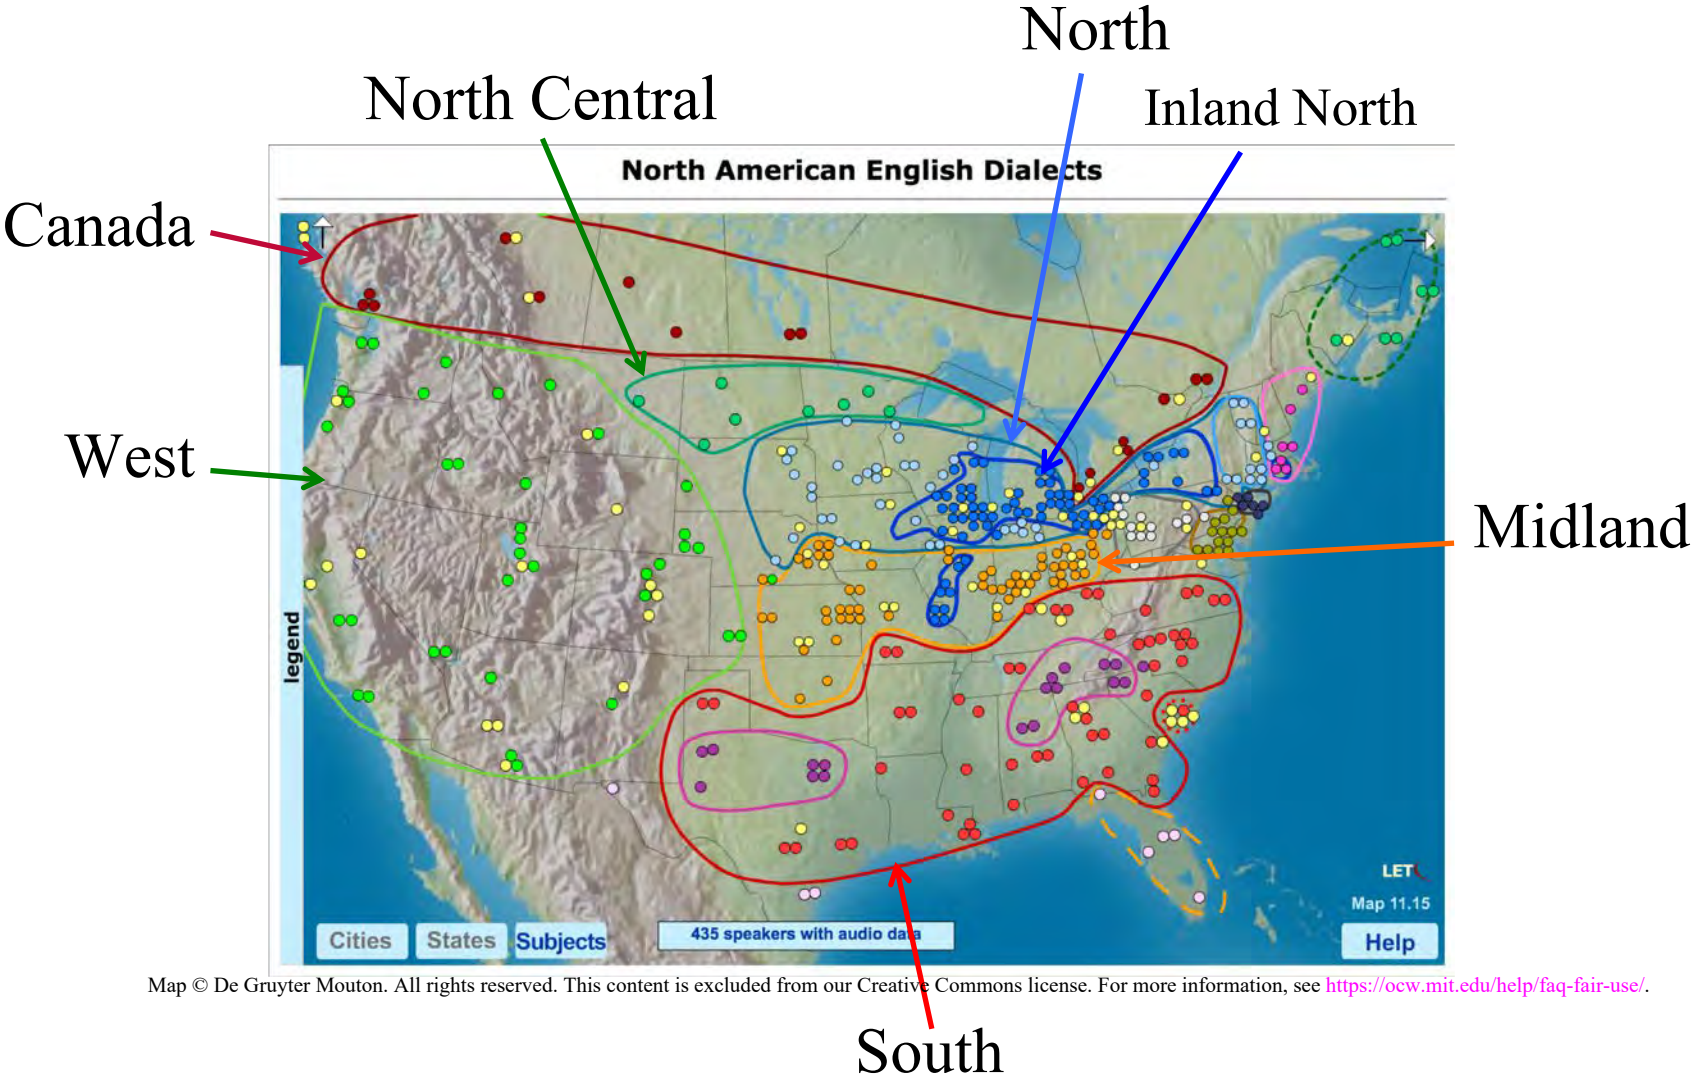 North
North Central
Inland North
North American English Dialects
Canada
West
Midland
legend
LET
Map 11.15
Cities
States
Subjects
435 speakers with audio data
Help
Map © De Gruyter Mouton. All rights reserved. This content is excluded from our Creative Commons license. For more information, see https://ocw.mit.edu/help/faq-fair-use/.
South